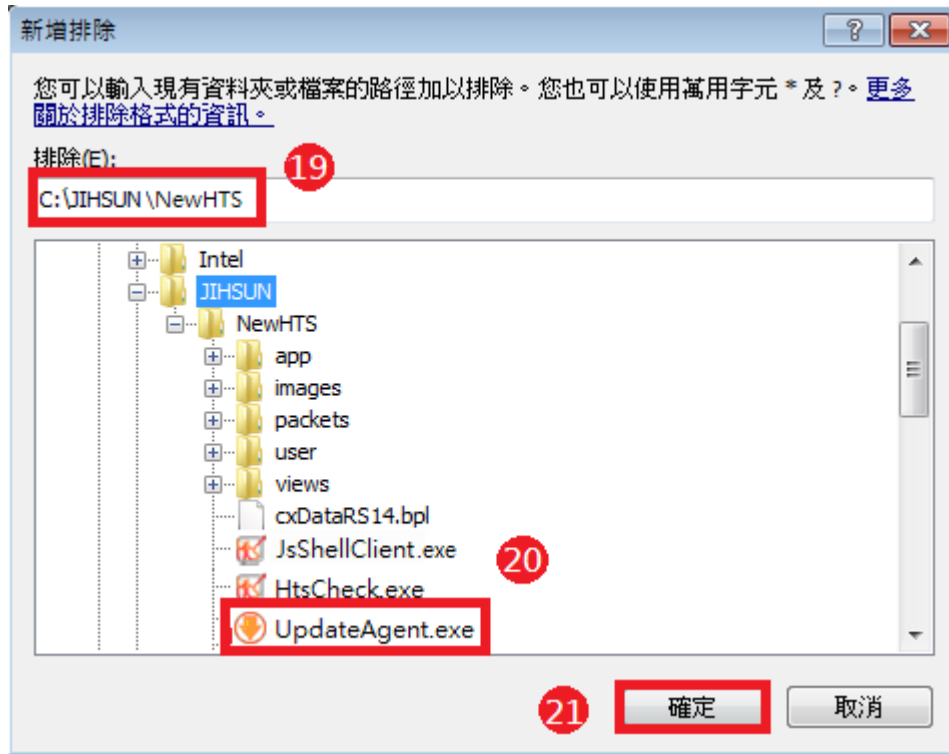 新增排除
您可以輸入現有資料夾或檔案的路徑加以排除。您也可以使用萬用字元 * 及 ?。更多
關於排除格式的資訊。
排除(E):
19
C:\JIHSUN\NewHTS
Intel
JIHSUN
NewHTS
app
images
packets
user
views
cxDataRS14.bpl
JsShellClient.exe
20
HtsCheck.exe
UpdateAgent.exe
21
確定
取消